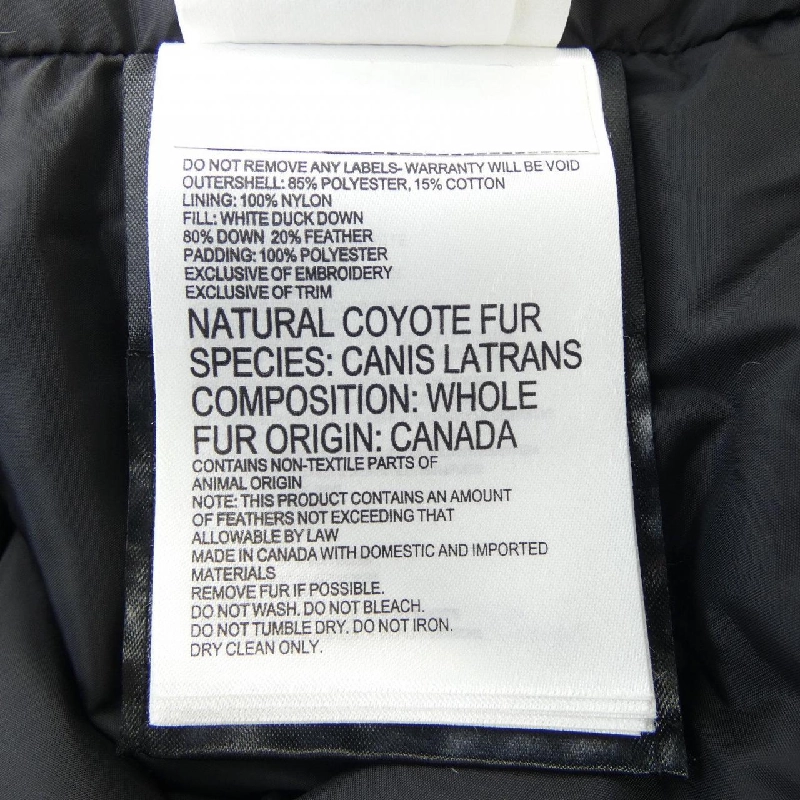 DO NOT REMOVE ANY LABELS- WARRANTY WILL BE VOID
OUTERSHELL: 85% POLYESTER, 15% COTTON
LINING: 100% NYLON
FILL: WHITE DUCK DOWN
80% DOWN 20% FEATHER
PADDING: 100% POLYESTER
EXCLUSIVE OF EMBROIDERY
EXCLUSIVE OF TRIM
NATURAL COYOTE FUR
SPECIES: CANIS LATRANS
COMPOSITION: WHOLE
FUR ORIGIN: CANADA
CONTAINS NON-TEXTILE PARTS OF
ANIMAL ORIGIN
NOTE: THIS PRODUCT CONTAINS AN AMOUNT
OF FEATHERS NOT EXCEEDING THAT
ALLOWABLE BY LAW
MADE IN CANADA WITH DOMESTIC AND IMPORTED
MATERIALS
REMOVE FUR IF POSSIBLE.
DO NOT WASH. DO NOT BLEACH.
DO NOT TUMBLE DRY. DO NOT IRON.
DRY CLEAN ONLY.